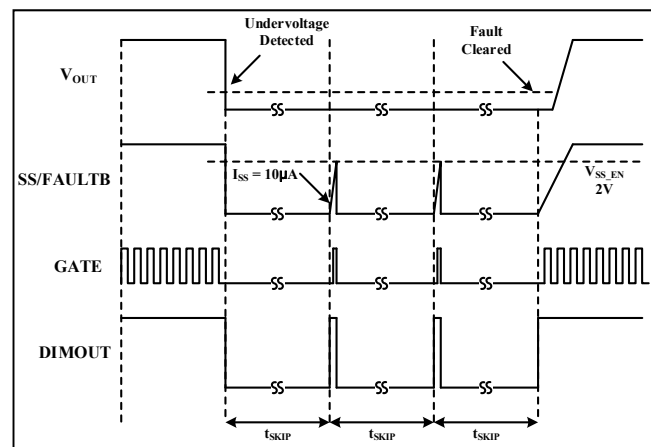 Undervoltage
Detected
Fault
Cleared
VOUT
SS/FAULTB
ISS = 10µA
VSS_EN
2V
GATE
DIMOUT
tSKIP
tSKIP
tSKIP